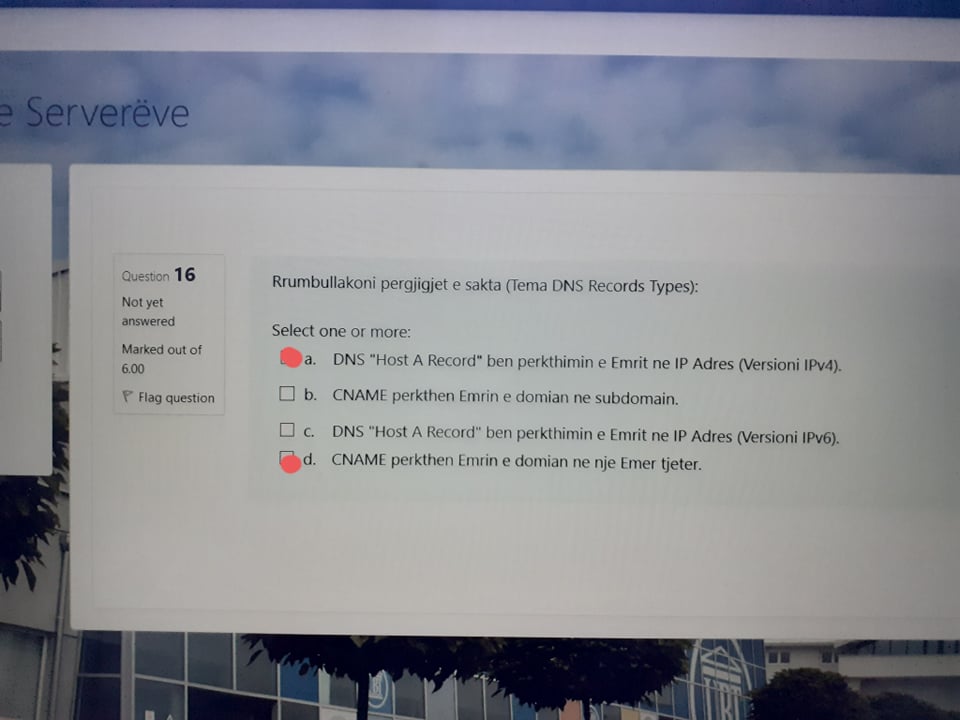 e Serverëve
Question 16
Not yet
answered
Marked out of
6.00
Flag question
Rrumbullakoni pergjigjet e sakta (Tema DNS Records Types):
Select one or more:
a. DNS "Host A Record" ben perkthimin e Emrit ne IP Adres (Versioni IPv4).
b. CNAME perkthen Emrin e domian ne subdomain.
c. DNS "Host A Record" ben perkthimin e Emrit ne IP Adres (Versioni IPv6).
d. CNAME perkthen Emrin e domian ne nje Emer tjeter.